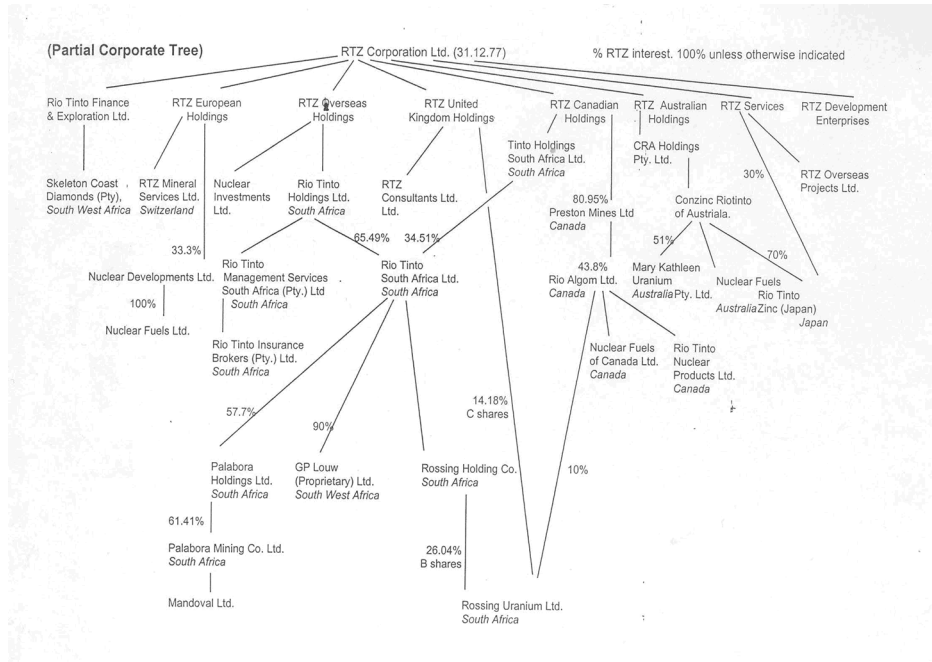 (Partial Corporate Tree)
RTZ Corporation Ltd. (31.12.77)
% RTZ interest. 100% unless otherwise indicated
Rio Tinto Finance
& Exploration Ltd.
RTZ European
Holdings
RTZ Overseas
Holdings
RTZ United
Kingdom Holdings
RTZ Canadian
Holdings
RTZ Australian
Holdings
RTZ Services
RTZ Development
Enterprises
Tinto Holdings
South Africa Ltd.
South Africa
CRA Holdings
Pty. Ltd.
30%
RTZ Overseas
Projects Ltd.
Skeleton Coast
Diamonds (Pty),
South West Africa
RTZ Mineral
Services Ltd.
Switzerland
Nuclear
Investments
Ltd.
Rio Tinto
Holdings Ltd.
South Africa
RTZ
Consultants Ltd.
Ltd.
80.95%
Preston Mines Ltd
Canada
Conzinc Riotinto
of Austriala.
65.49%
34.51%
51%
70%
33.3%
Nuclear Developments Ltd.
100%
Nuclear Fuels Ltd.
Rio Tinto
Management Services
South Africa (Pty.) Ltd
South Africa
Rio Tinto
South Africa Ltd.
South Africa
43.8%
Rio Algom Ltd.
Canada
Mary Kathleen
Uranium
Australia Pty. Ltd.
Nuclear Fuels
Australia
Rio Tinto
Zinc (Japan)
Japan
Rio Tinto Insurance
Brokers (Pty.) Ltd.
South Africa
Nuclear Fuels
of Canada Ltd.
Canada
Rio Tinto
Nuclear
Products Ltd.
Canada
57.7%
90%
14.18%
C shares
10%
Palabora
Holdings Ltd.
South Africa
GP Louw
(Proprietary) Ltd.
South West Africa
Rossing Holding Co.
South Africa
61.41%
Palabora Mining Co. Ltd.
South Africa
Mandoval Ltd.
26.04%
B shares
Rossing Uranium Ltd.
South Africa